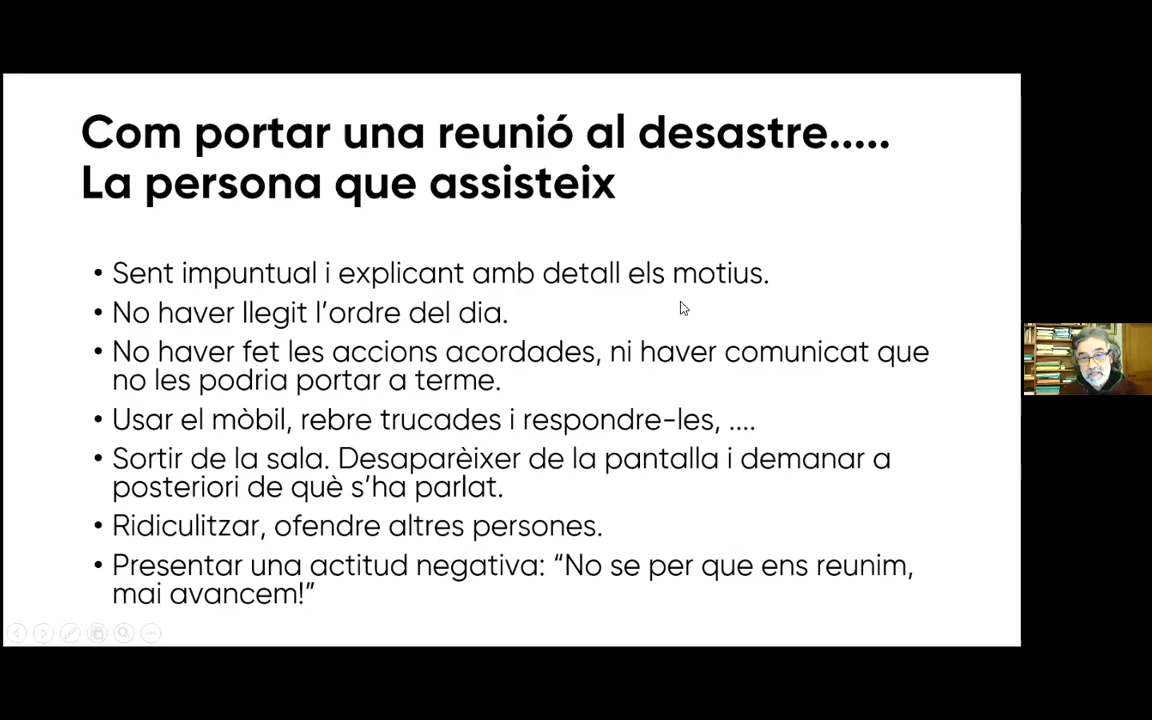 Com portar una reunió al desastre.....
La persona que assisteix
• Sent impuntual i explicant amb detall els motius.
• No haver llegit l’ordre del dia.
• No haver fet les accions acordades, ni haver comunicat que
no les podria portar a terme.
• Usar el mòbil, rebre trucades i respondre-les, ....
• Sortir de la sala. Desaparèixer de la pantalla i demanar a
posteriori de què s’ha parlat.
• Ridiculitzar, ofendre altres persones.
• Presentar una actitud negativa: “No se per que ens reunim,
mai avancem!”